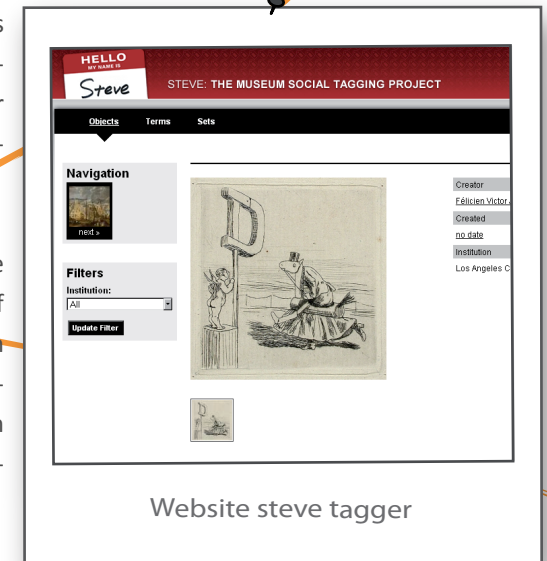 HELLO
MY NAME IS
Steve
STEVE: THE MUSEUM SOCIAL TAGGING PROJECT
Objects Terms Sets
Navigation
next »
Filters
Institution:
All
Update Filter
D
Creator
Félicien Victor
Created
no date
Institution
Los Angeles C
Website steve tagger